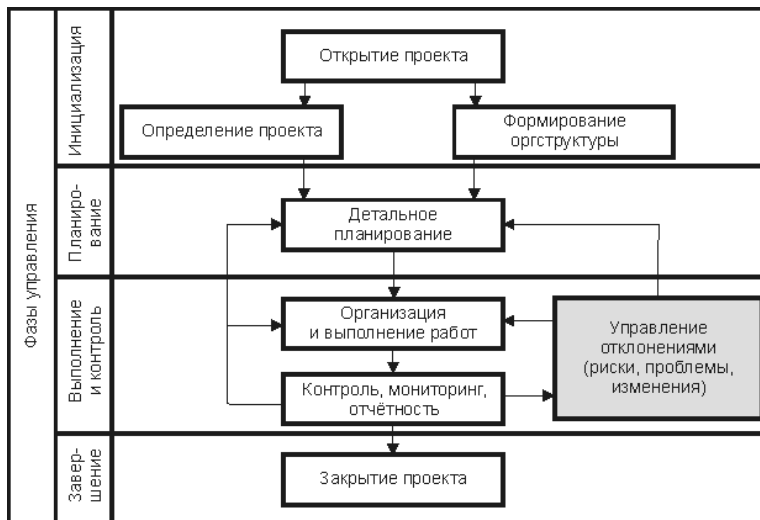 Фазы управления
Инициализация
Открытие проекта
Определение проекта
Формирование
оргструктуры
Планиро-
вание
Детальное
планирование
Выполнение
и контроль
Организация
и выполнение работ
Управление
отклонениями
(риски, проблемы,
изменения)
Контроль, мониторинг,
отчётность
Завер-
шение
Закрытие проекта